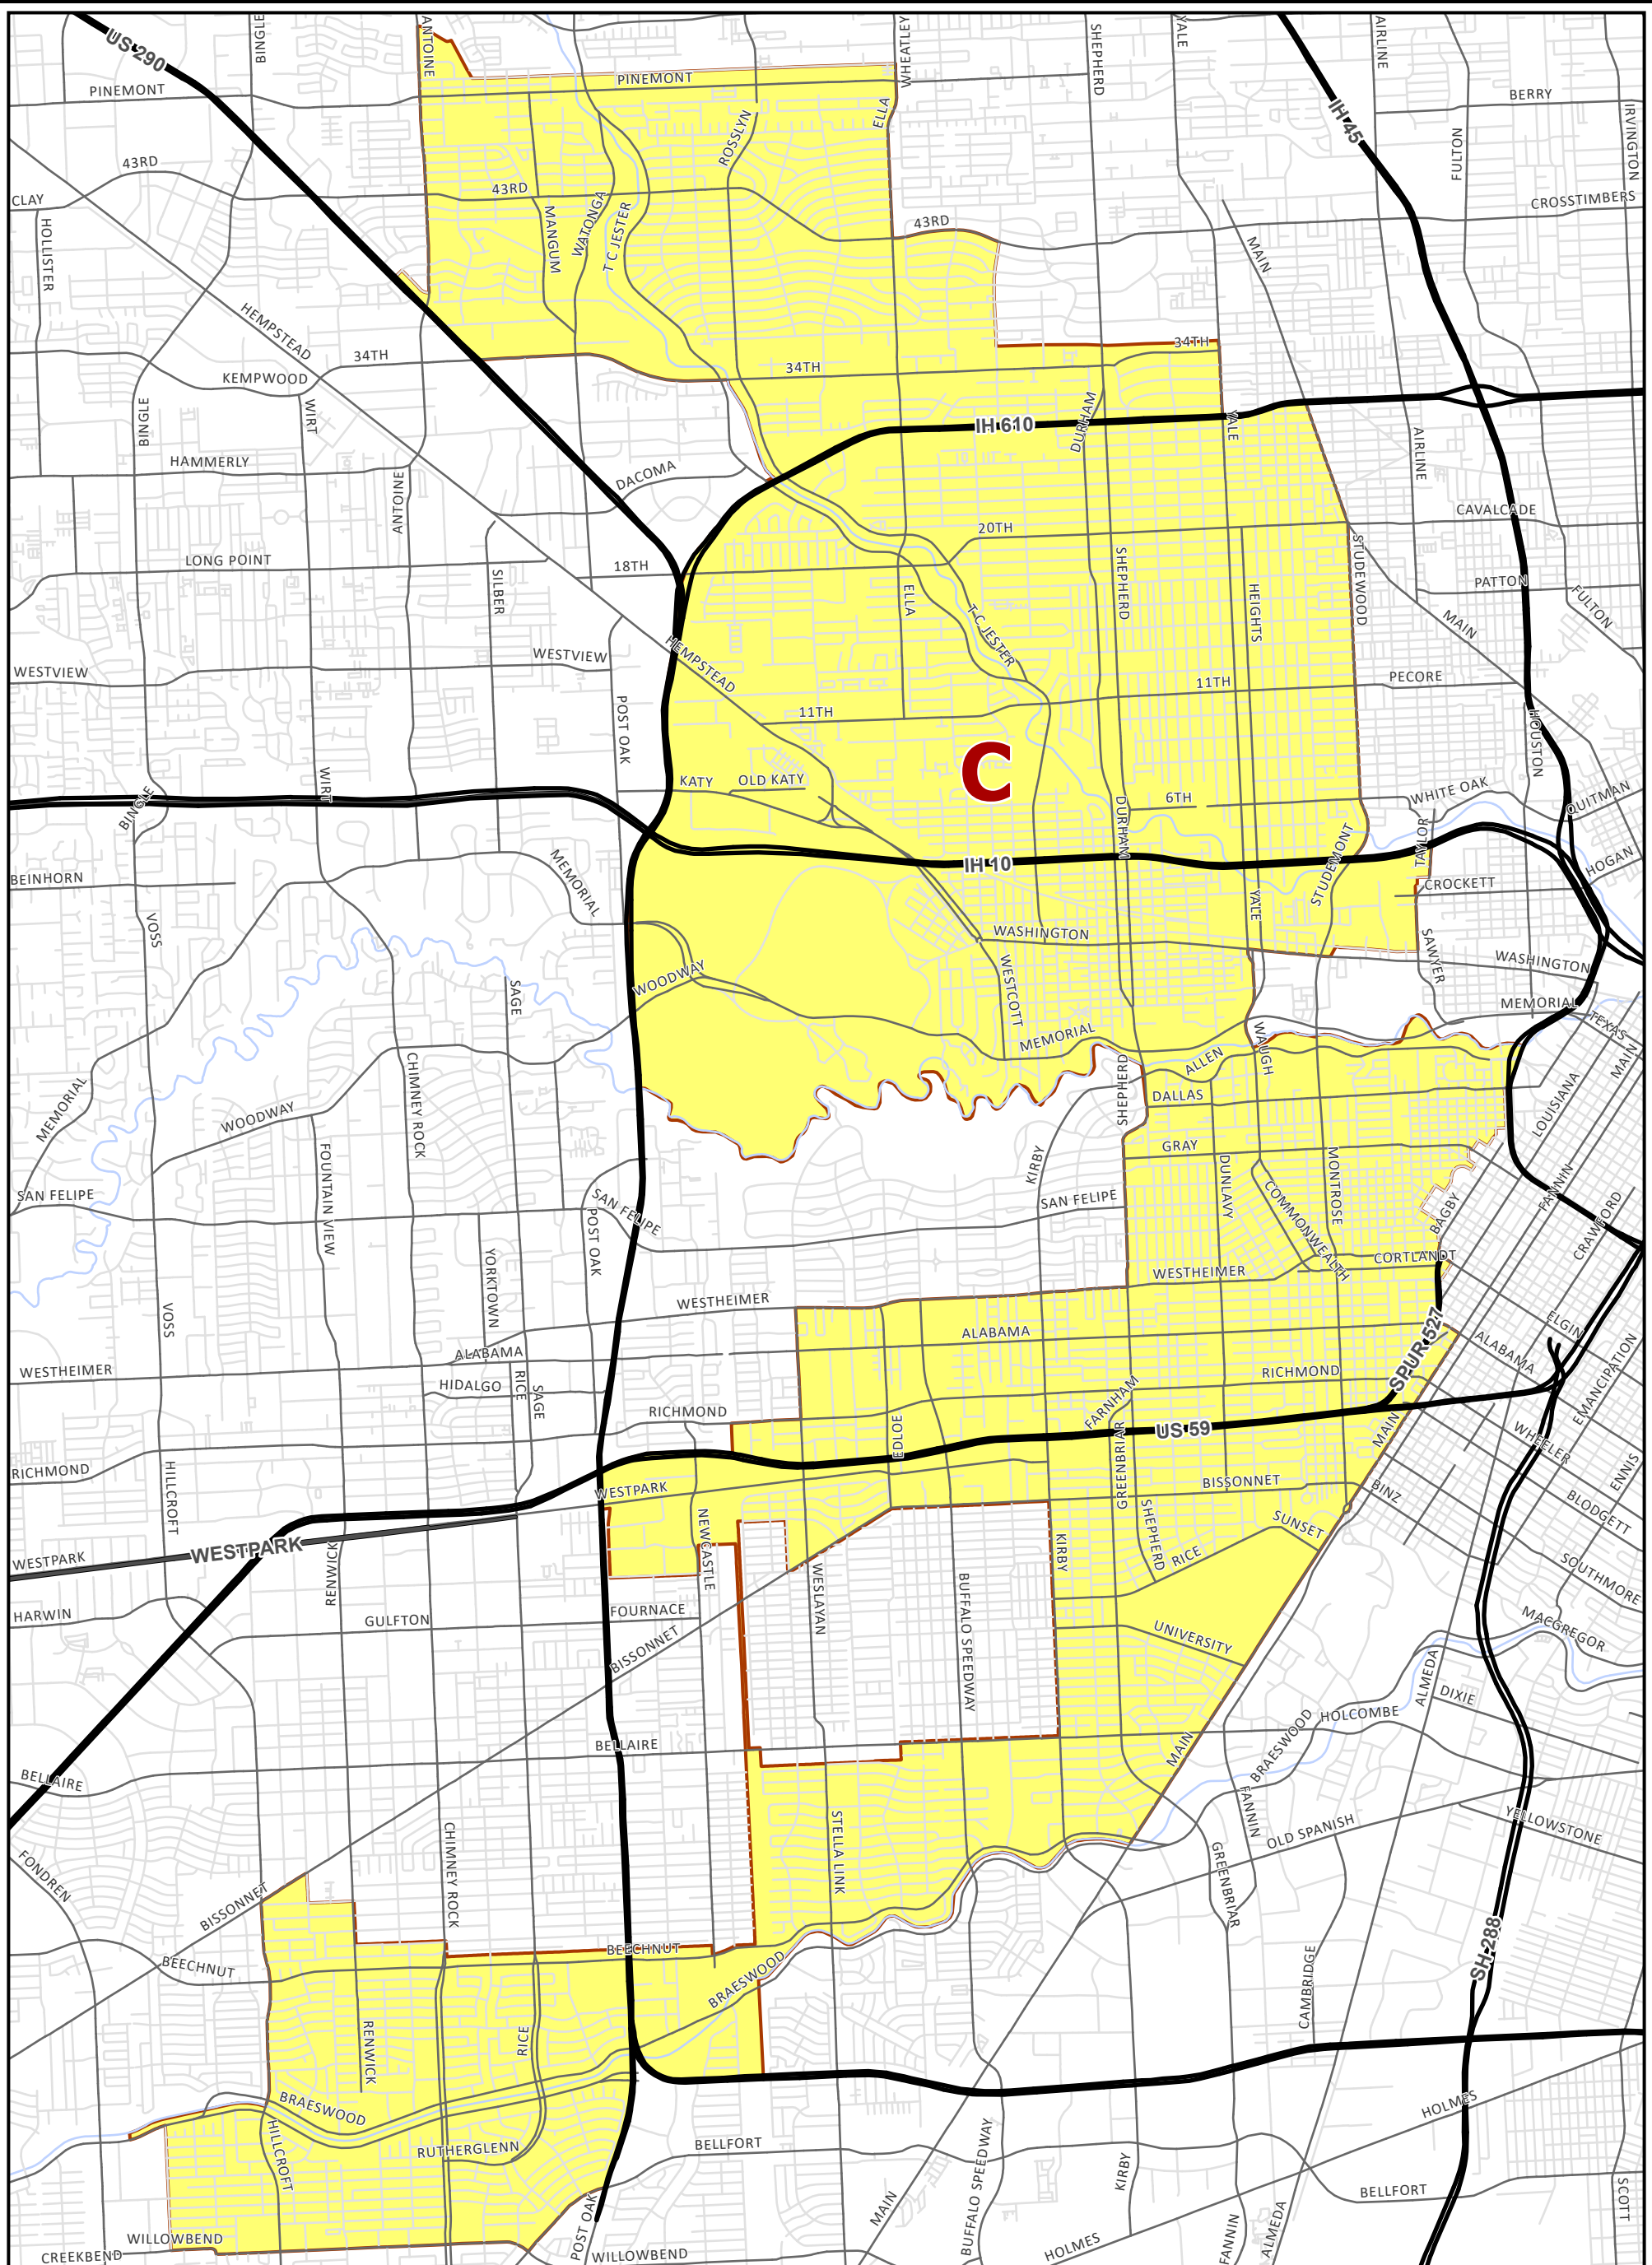 US 290
BINGLE
ANTOINE
WHEATLEY
SHEPHERD
YALE
AIRLINE
IH 45
PINEMONT
PINEMONT
BERRY
IRVINGTON
ELLA
ROSSLYN
FULTON
43RD
43RD
CLAY
CROSSTIMBERS
HOLLISTER
MANGUM
WATONGA
T C JESTER
43RD
MAIN
HEMPSTEAD
34TH
34TH
34TH
KEMPWOOD
BINGLE
WIRT
IH 610
DURHAM
YALE
AIRLINE
HAMMERLY
DACOMA
ANTOINE
20TH
CAVALCADE
LONG POINT
18TH
SILBER
ELLA
T C JESTER
SHEPHERD
HEIGHTS
STUDEWOOD
PATTON
FULTON
MAIN
HEMPSTEAD
WESTVIEW
WESTVIEW
PECORE
11TH
11TH
POST OAK
HOUSTON
C
WIRT
KATY
OLD KATY
6TH
WHITE OAK
QUITMAN
BINGLE
DURHAM
TAYLOR
STUDEMONT
IH 10
HOGAN
MEMORIAL
BEINHORN
CROCKETT
VOSS
YALE
WASHINGTON
SAWYER
WASHINGTON
WOODWAY
SAGE
WESTCOTT
MEMORIAL
MEMORIAL
TEXAS
MAIN
WAUGH
ALLEN
CHIMNEY ROCK
SHEPHERD
DALLAS
LOUISIANA
MEMORIAL
WOODWAY
FOUNTAIN VIEW
GRAY
KIRBY
DUNLAVY
MONTROSE
COMMONWEALTH
SAN FELIPE
SAN FELIPE
SAN FELIPE
BAGBY
FANNIN
CRAWFORD
POST OAK
YORKTOWN
CORTLANDT
WESTHEIMER
VOSS
WESTHEIMER
ALABAMA
ELGIN
SPUR 527
ALABAMA
ALABAMA
WESTHEIMER
HIDALGO
RICE
SAGE
RICHMOND
EMANCIPATION
RICHMOND
FARNHAM
EDLOE
US 59
GREENBRIAR
MAIN
WHEELER
RICHMOND
HILLCROFT
ENNIS
WESTPARK
BISSONNET
BINZ
BLODGETT
NEWCASTLE
SHEPHERD
SUNSET
WESTPARK
WESTPARK
RENWICK
KIRBY
RICE
SOUTHMORE
WESLAYAN
BUFFALO SPEEDWAY
HARWIN
GULFTON
FOURNACE
MACGREGOR
UNIVERSITY
BISSONNET
ALMEDA
DIXIE
HOLCOMBE
BELLAIRE
MAIN
BRAESWOOD
BELLAIRE
FANNIN
YELLOWSTONE
OLD SPANISH
STELLA LINK
CHIMNEY ROCK
FONDREN
GREENBRIAR
BISSONNET
SH 288
BEECHNUT
BEECHNUT
CAMBRIDGE
BRAESWOOD
RENWICK
RICE
BRAESWOOD
HOLMES
HILLCROFT
RUTHERGLENN
BELLFORT
BUFFALO SPEEDWAY
KIRBY
BELLFORT
SCOTT
MAIN
POST OAK
FANNIN
ALMEDA
WILLOWBEND
HOLMES
CREEKBEND
WILLOWBEND